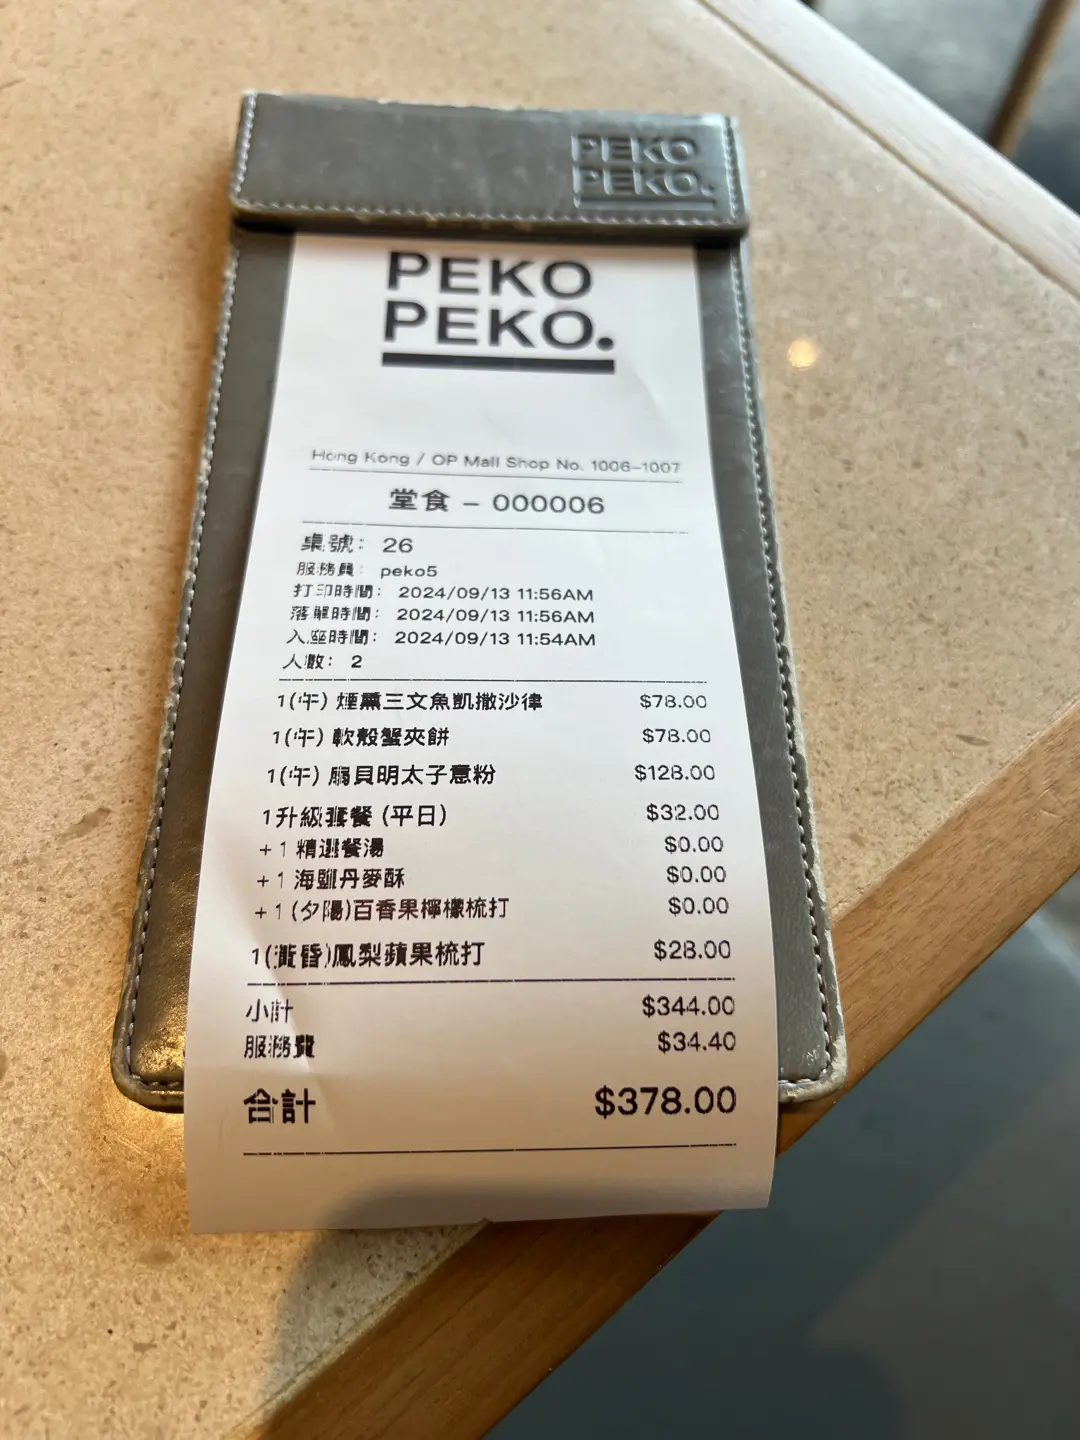 PEKO
PEKO.
PEKO
PEKO.
Hong Kong / OP Mall Shop No. 1006-1007
堂食 - 000006
桌號: 26
服務員: peko5
打印時間: 2024/09/13 11:56AM
落單時間: 2024/09/13 11:56AM
入座時間: 2024/09/13 11:54AM
人數: 2
1(午) 煙熏三文魚凱撒沙律 $78.00
1(午) 軟殼蟹夾餅 $78.00
1(午) 扇貝明太子意粉 $128.00
1升級套餐 (平日) $32.00
+ 1 精選餐湯 $0.00
+ 1 海鹽丹麥酥 $0.00
+ 1 (夕陽)百香果檸檬梳打 $0.00
1(黃昏)鳳梨蘋果梳打 $28.00
小計 $344.00
服務費 $34.40
合計 $378.00